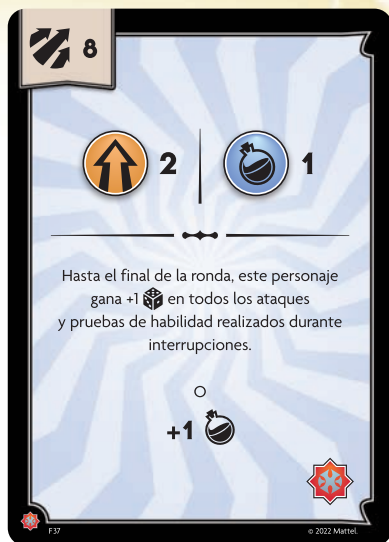 8
2 1
Hasta el final de la ronda, este personaje
gana +1 en todos los ataques
y pruebas de habilidad realizados durante
interrupciones.
O
+1
F37 © 2022 Mattel.